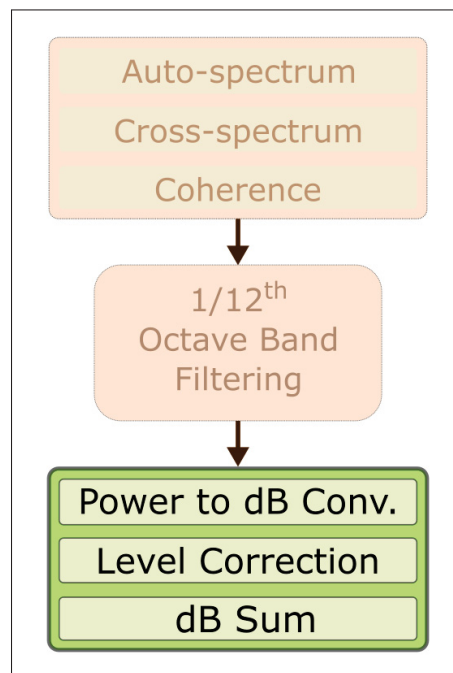 Auto-spectrum
Cross-spectrum
Coherence
1/12th
Octave Band
Filtering
Power to dB Conv.
Level Correction
dB Sum